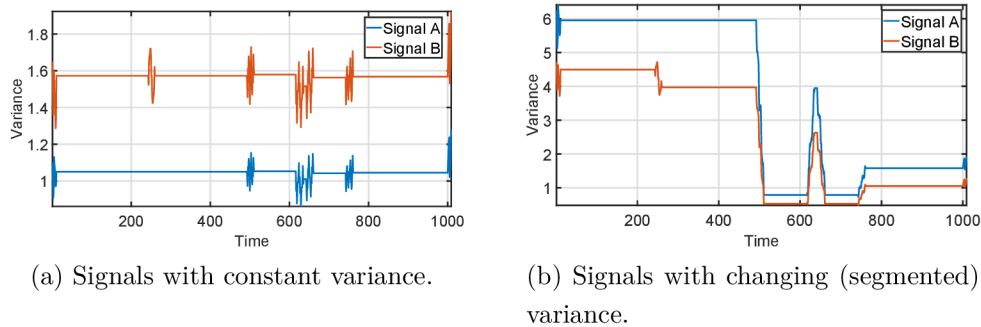 1.8
1.6
1.4
1.2
1
Variance
200
400
600
800
1000
Time
Signal A
Signal B
(a) Signals with constant variance.
6
5
4
3
2
1
Variance
200
400
600
800
1000
Time
Signal A
Signal B
(b) Signals with changing (segmented)
variance.